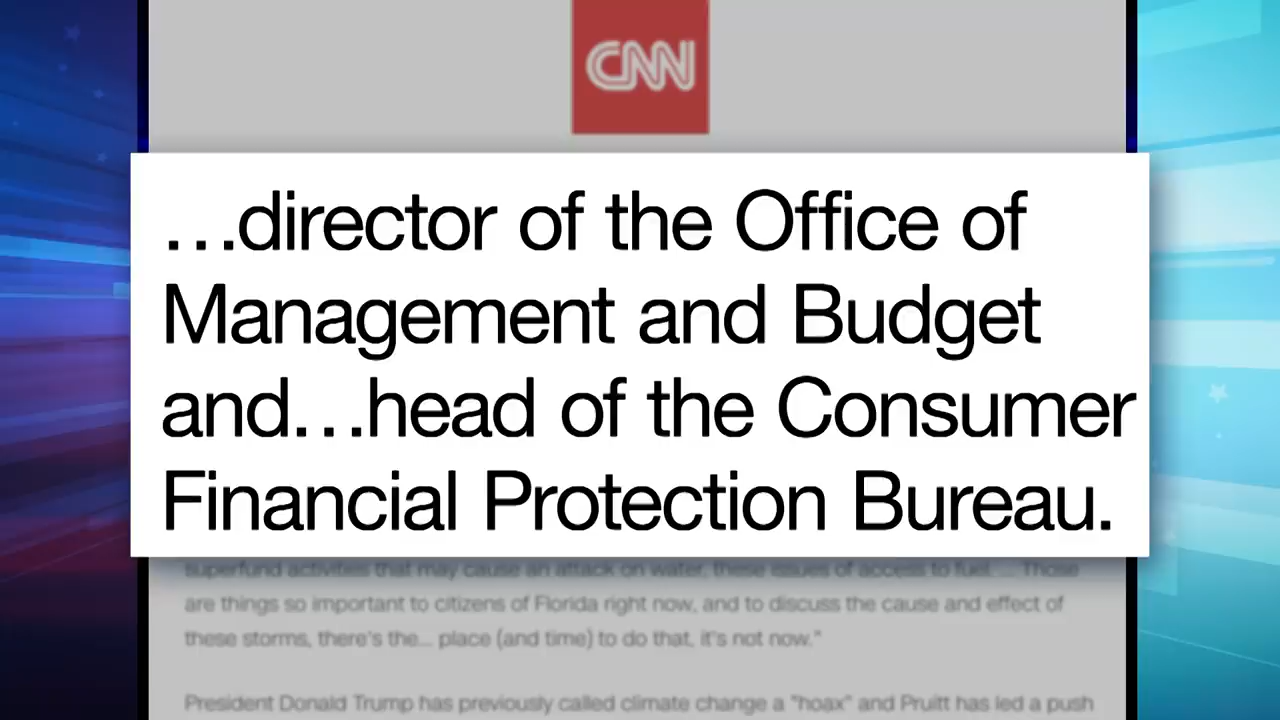 CNN
…director of the Office of
Management and Budget
and…head of the Consumer
Financial Protection Bureau.
superfund activities that may cause an attack on water, these issues of access to fuel.... Those
are things so important to citizens of Florida right now, and to discuss the cause and effect of
these storms, there's the... place (and time) to do that, it's not now."
President Donald Trump has previously called climate change a "hoax" and Pruitt has led a push